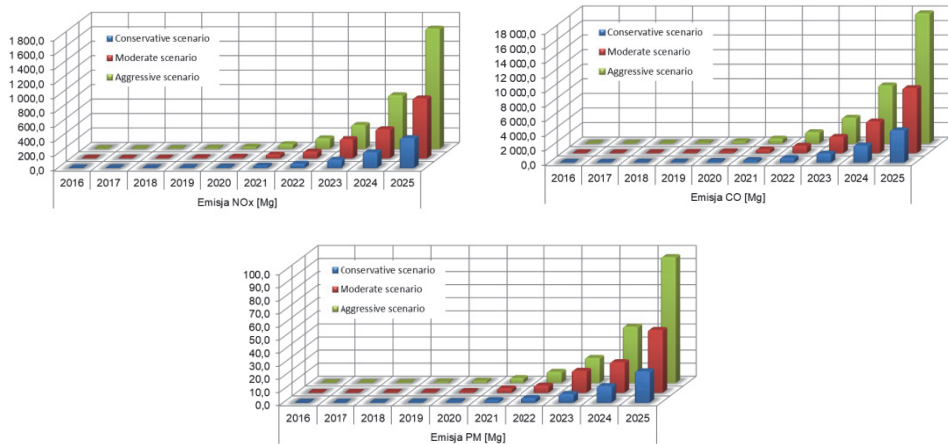 1 800,0
1 600,0
1 400,0
1 200,0
1 000,0
800,0
600,0
400,0
200,0
0,0
Conservative scenario
Moderate scenario
Aggressive scenario
2016 2017 2018 2019 2020 2021 2022 2023 2024 2025
Emisja NOx [Mg]
18 000,0
16 000,0
14 000,0
12 000,0
10 000,0
8 000,0
6 000,0
4 000,0
2 000,0
0,0
Conservative scenario
Moderate scenario
Aggressive scenario
2016 2017 2018 2019 2020 2021 2022 2023 2024 2025
Emisja CO [Mg]
100,0
90,0
80,0
70,0
60,0
50,0
40,0
30,0
20,0
10,0
0,0
Conservative scenario
Moderate scenario
Aggressive scenario
2016 2017 2018 2019 2020 2021 2022 2023 2024 2025
Emisja PM [Mg]